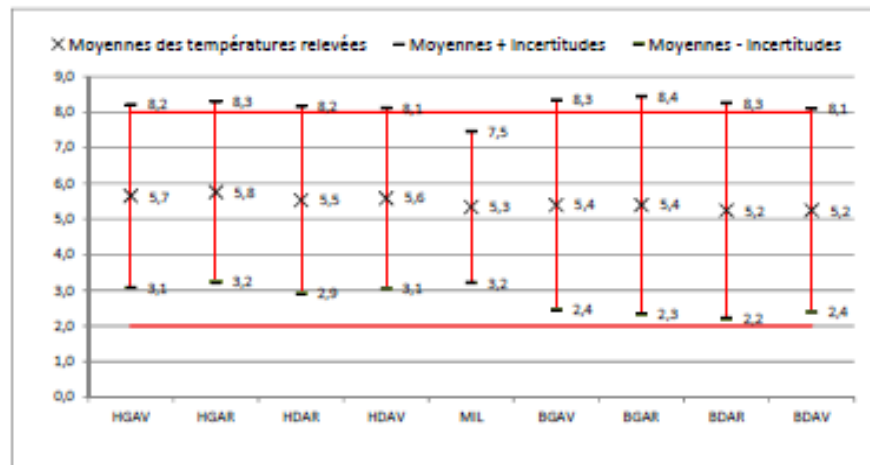 Moyennes des températures relevées — Moyennes + Incertitudes — Moyennes - Incertitudes
9,0
8,2 8,3 8,2 8,1 8,3 8,4 8,3 8,1
8,0
7,5
7,0
6,0
5,7 5,8 5,5 5,6 5,3 5,4 5,4 5,2 5,2
5,0
4,0
3,1 3,2 2,9 3,1 3,2
3,0
2,4 2,3 2,2 2,4
2,0
1,0
0,0
HGAV HGAR HDAR HDAV MIL BGAV BGAR BDAR BDAV